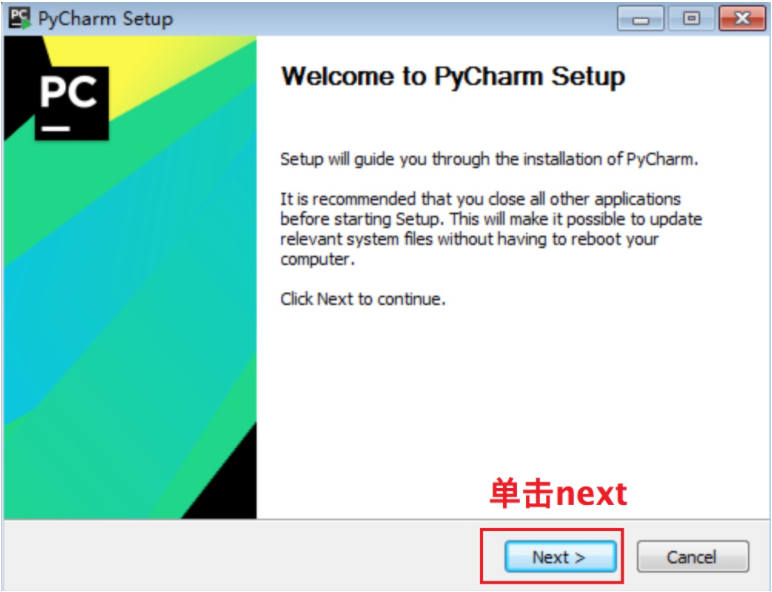 PyCharm Setup
PC
Welcome to PyCharm Setup
Setup will guide you through the installation of PyCharm.
It is recommended that you close all other applications
before starting Setup. This will make it possible to update
relevant system files without having to reboot your
computer.
Click Next to continue.
单击next
Next >
Cancel